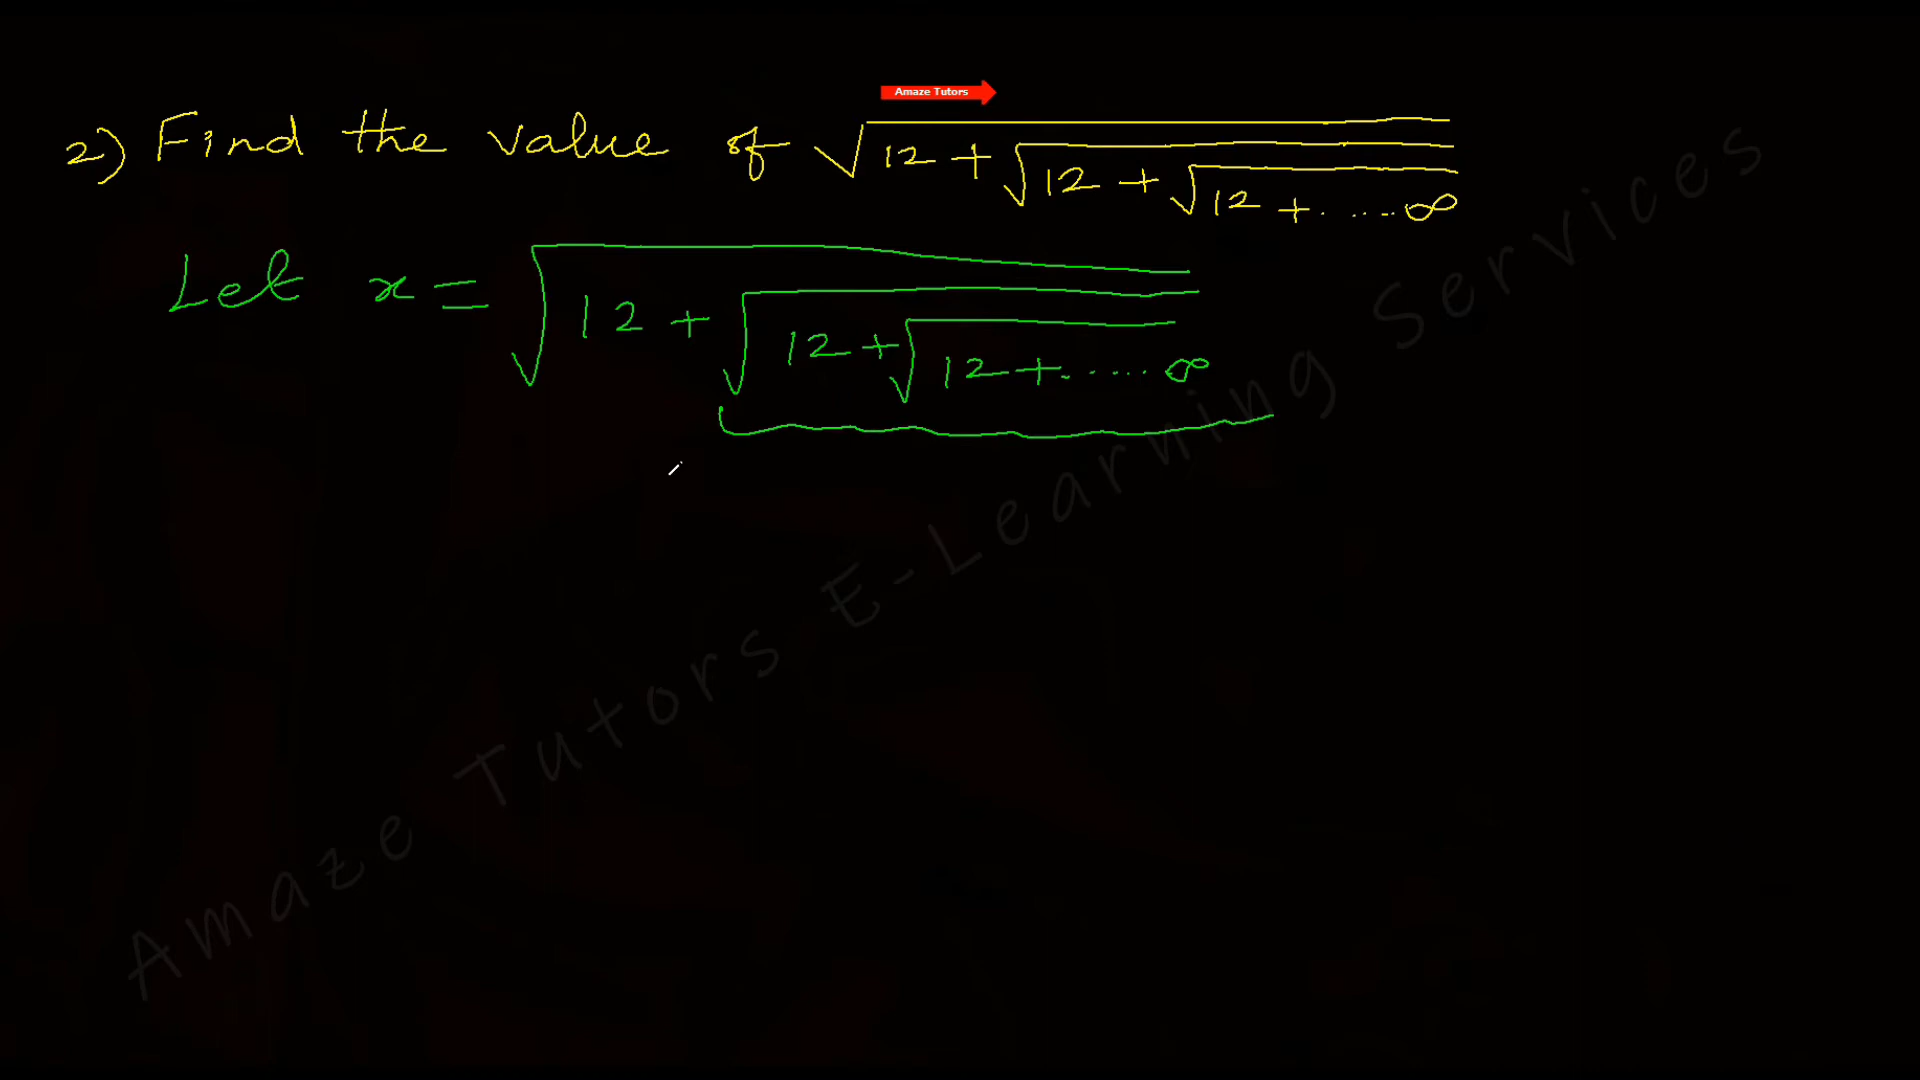 Amaze Tutors
2) Find the value of √12 + √12 + √12 + ..... ∞
Let x = √12 + √12 + √12 + ..... ∞
Amaze Tutors E-Learning Services